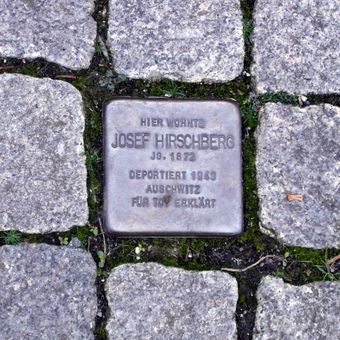 HIER WOHNTE
JOSEF HIRSCHBERG
JG. 1872
DEPORTIERT 1943
AUSCHWITZ
FÜR TOT ERKLÄRT